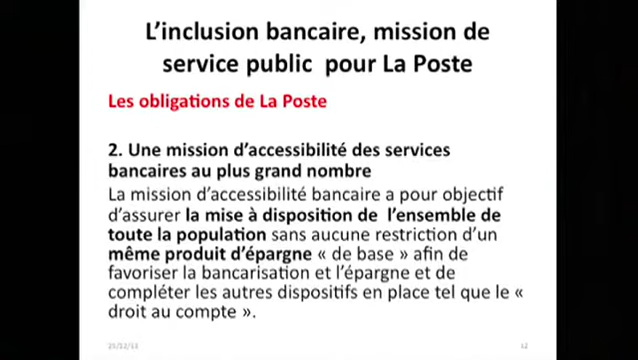 L’inclusion bancaire, mission de
service public pour La Poste
Les obligations de La Poste
2. Une mission d’accessibilité des services
bancaires au plus grand nombre
La mission d’accessibilité bancaire a pour objectif
d’assurer la mise à disposition de l’ensemble de
toute la population sans aucune restriction d’un
même produit d’épargne « de base » afin de
favoriser la bancarisation et l’épargne et de
compléter les autres dispositifs en place tel que le «
droit au compte ».
12